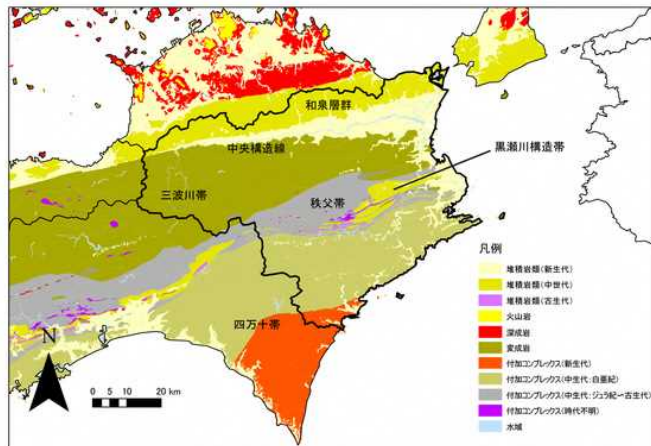 和泉層群
中央構造線
黒瀬川構造帯
三波川帯
秩父帯
四万十帯
凡例
堆積岩類(新生代)
堆積岩類(中世代)
堆積岩類(古生代)
火山岩
深成岩
変成岩
付加コンプレックス(新生代)
付加コンプレックス(中生代:白亜紀)
付加コンプレックス(中生代:ジュラ紀ー古生代)
付加コンプレックス(時代不明)
水域
N
0 5 10 20 km